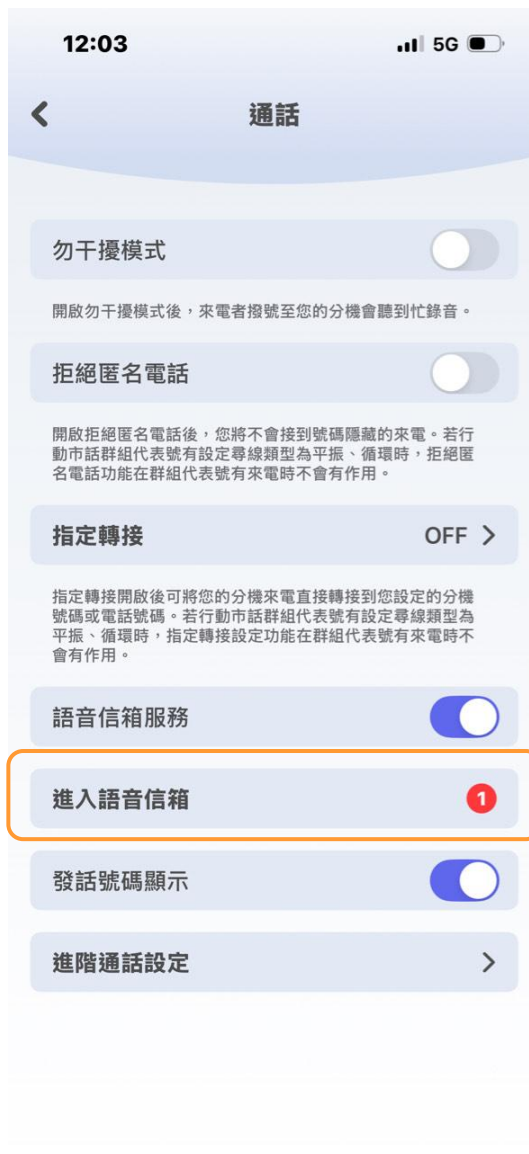 12:03
5G
通話
勿干擾模式
開啟勿干擾模式後，來電者撥號至您的分機會聽到忙錄音。
拒絕匿名電話
開啟拒絕匿名電話後，您將不會接到號碼隱藏的來電。若行
動市話群組代表號有設定尋線類型為平振、循環時，拒絕匿
名電話功能在群組代表號有來電時不會有作用。
指定轉接
OFF
指定轉接開啟後可將您的分機來電直接轉接到您設定的分機
號碼或電話號碼。若行動市話群組代表號有設定尋線類型為
平振、循環時，指定轉接設定功能在群組代表號有來電時不
會有作用。
語音信箱服務
進入語音信箱
1
發話號碼顯示
進階通話設定